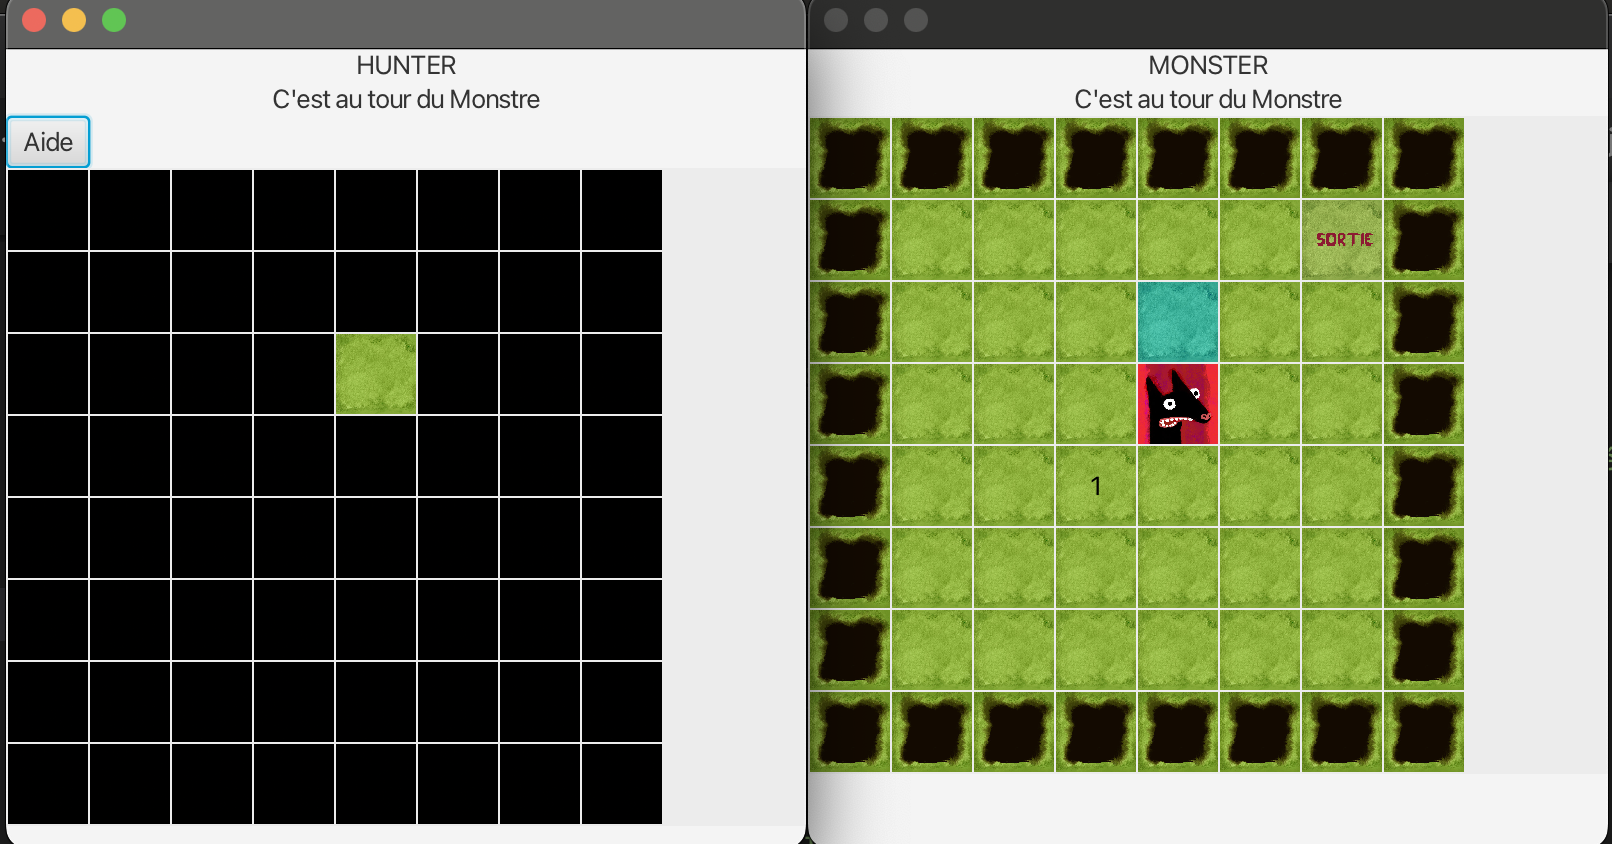 HUNTER
C'est au tour du Monstre
Aide
MONSTER
C'est au tour du Monstre
SORTIE
1